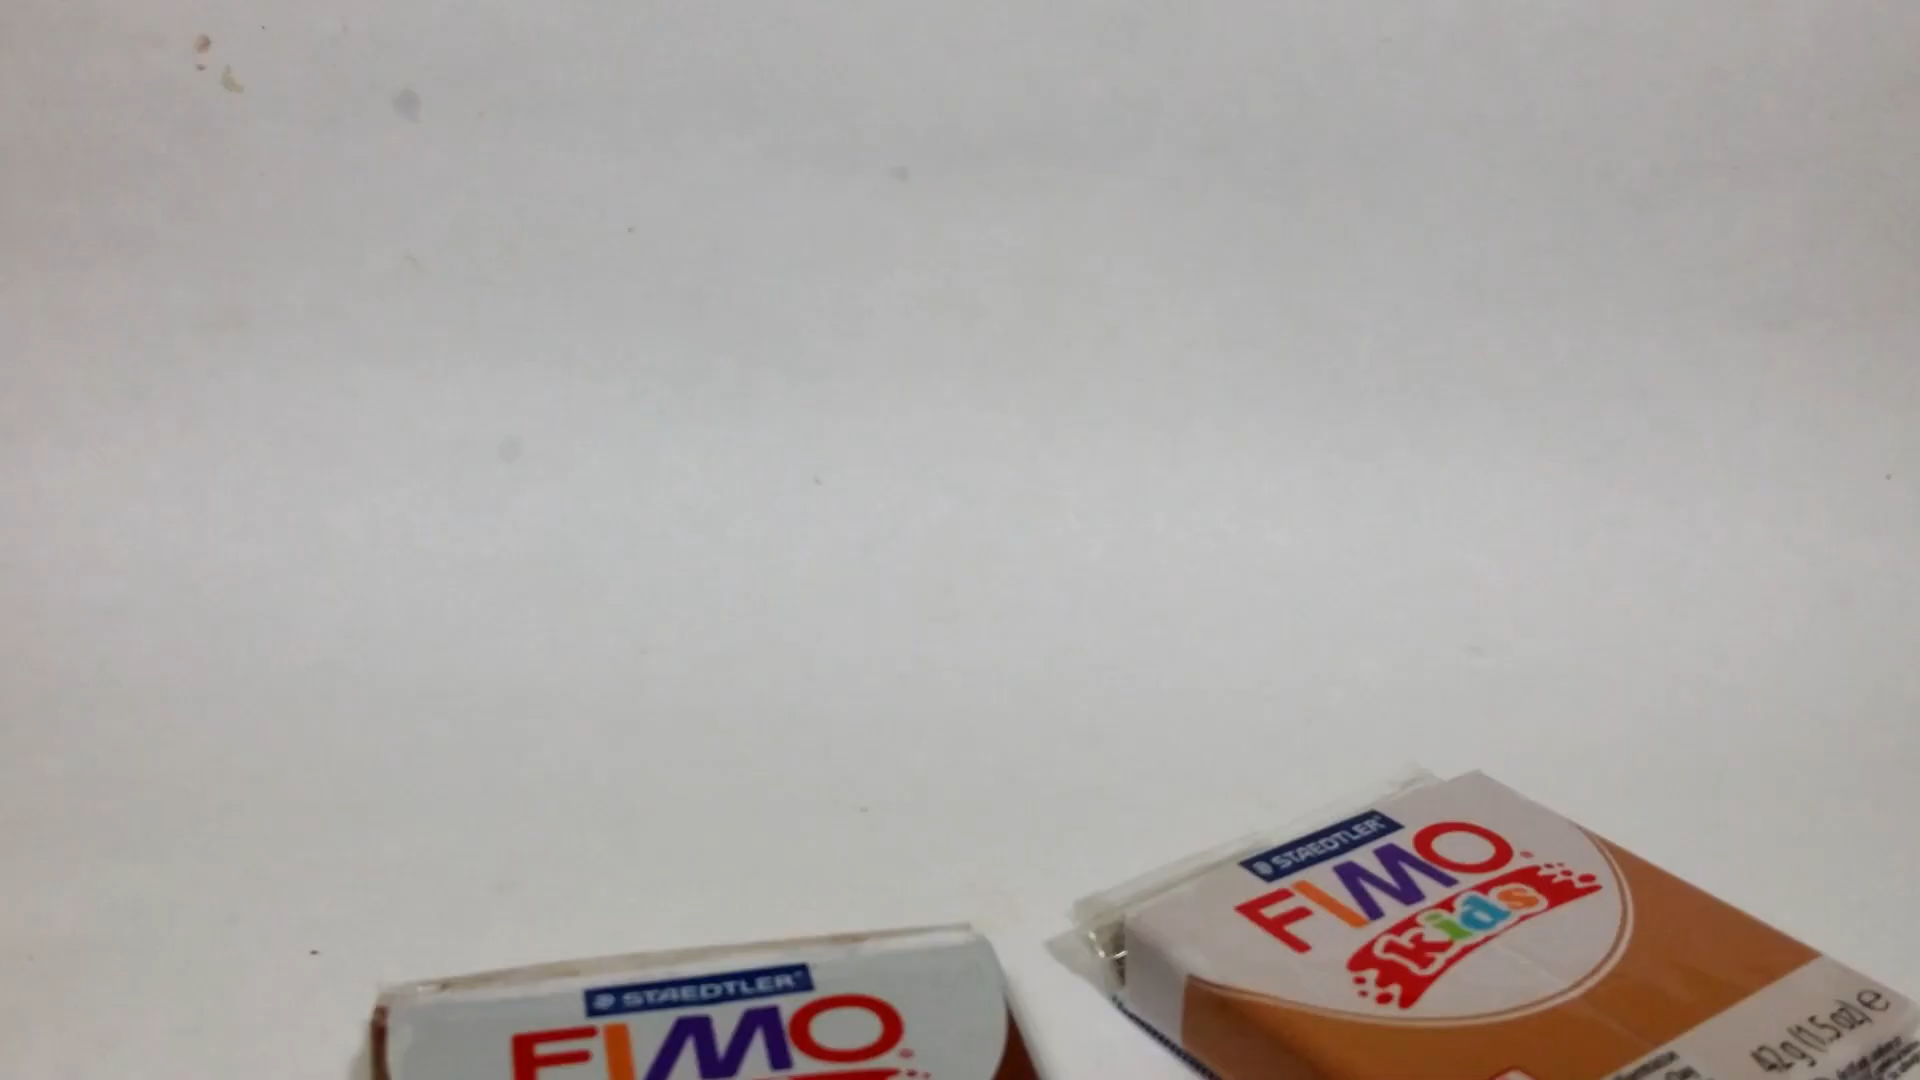 STAEDTLER
FIMO
kids
42 g (1.5 oz) e
STAEDTLER
FIMO